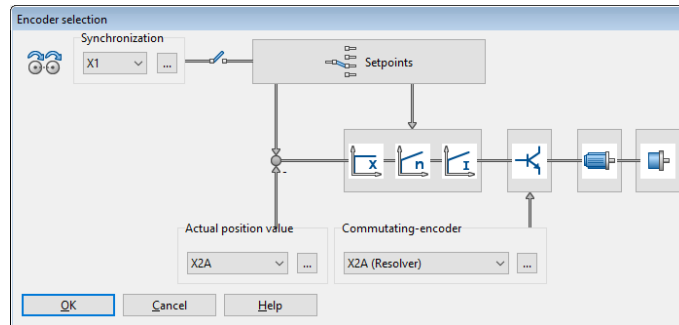 Encoder selection
Synchronization
X1
...
Setpoints
X
n
I
-
Actual position value
X2A
...
Commutating-encoder
X2A (Resolver)
...
OK
Cancel
Help